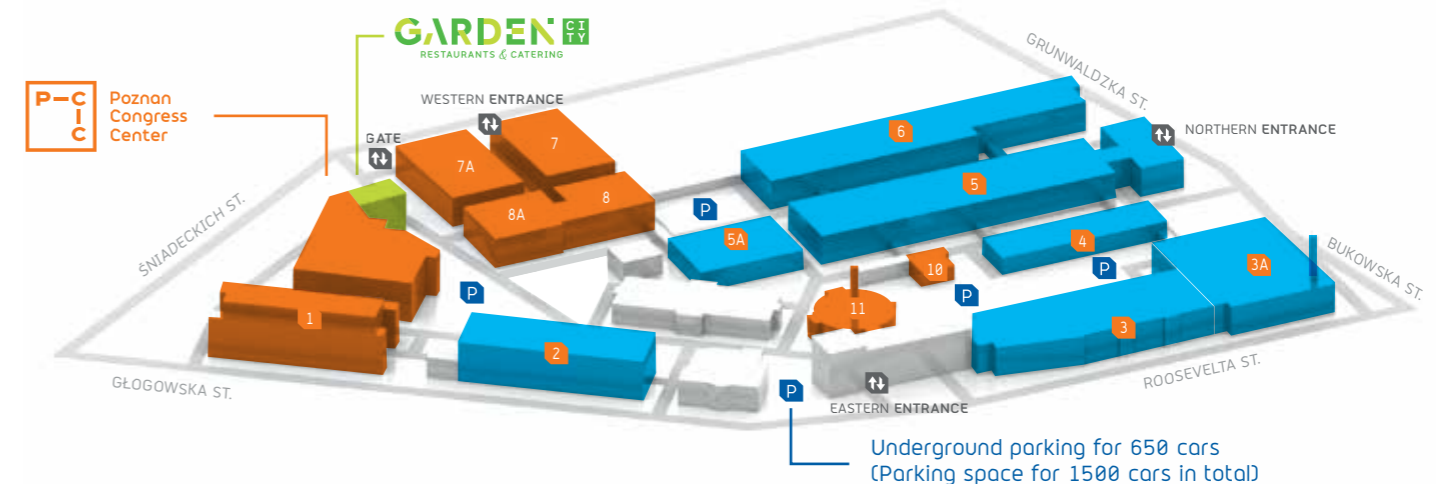 GARDEN CITY
RESTAURANTS & CATERING
P-C
I
C
Poznan
Congress
Center
GRUNWALDZKA ST.
WESTERN ENTRANCE
GATE
NORTHERN ENTRANCE
ŚNIADECKICH ST.
BUKOWSKA ST.
GŁOGOWSKA ST.
ROOSEVELTA ST.
EASTERN ENTRANCE
7
7A
6
8
8A
5
P
5A
4
10
P
3A
P
P
11
1
3
2
P
Underground parking for 650 cars
(Parking space for 1500 cars in total)